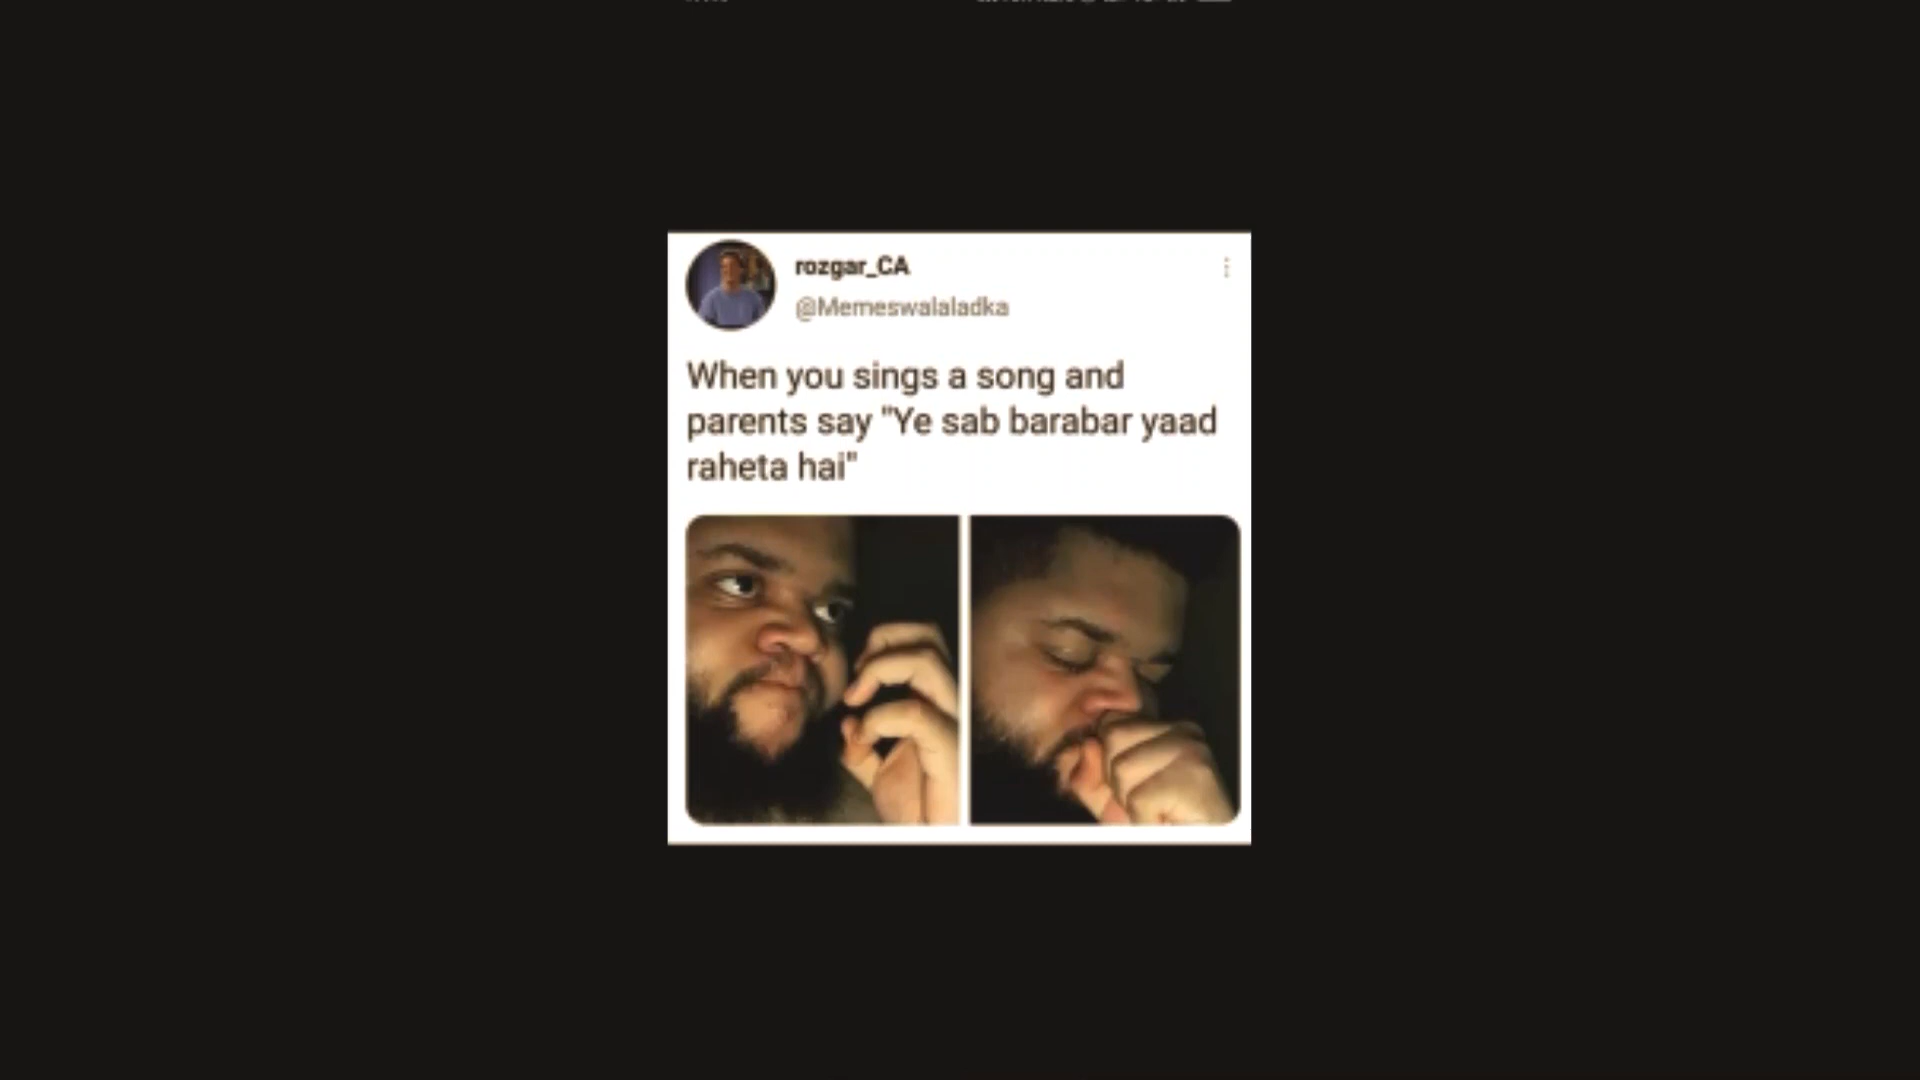 rozgar_CA
@Memeswalaladka
When you sings a song and
parents say "Ye sab barabar yaad
raheta hai"